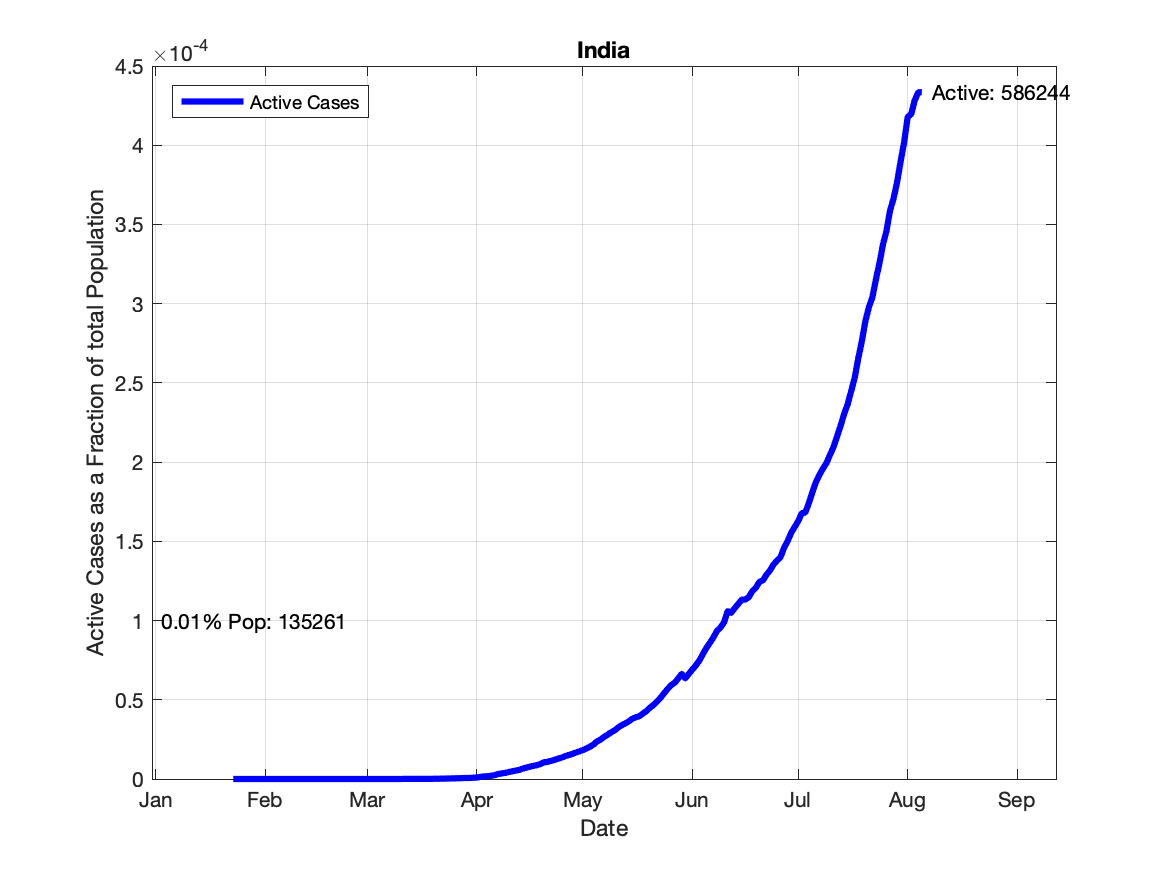 India
×10-4
4.5
4
3.5
3
2.5
2
1.5
1
0.5
0
Active Cases as a Fraction of total Population
Active Cases
Active: 586244
0.01% Pop: 135261
Jan Feb Mar Apr May Jun Jul Aug Sep
Date